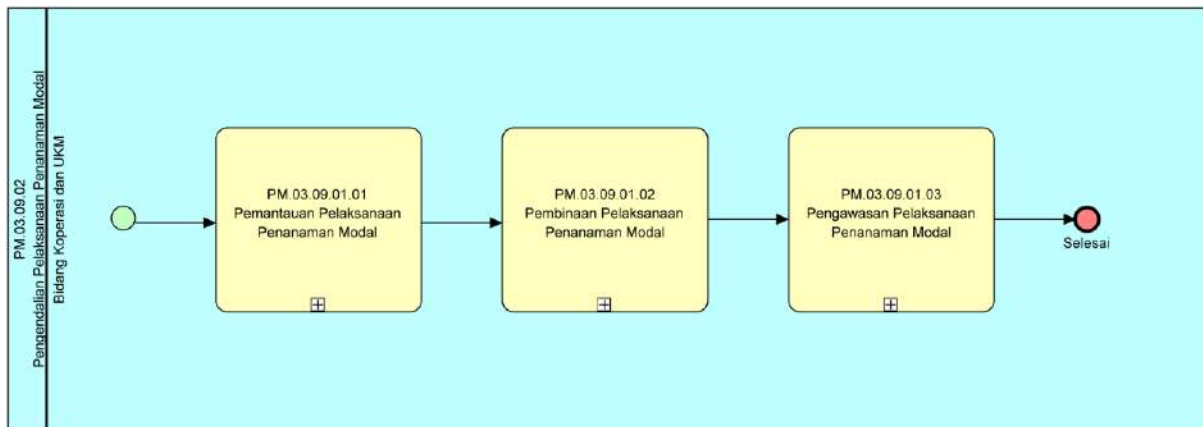 PM.03.09.02
Pengendalian Pelaksanaan Penanaman Modal
Bidang Koperasi dan UKM
PM.03.09.01.01
Pemantauan Pelaksanaan
Penanaman Modal
PM.03.09.01.02
Pembinaan Pelaksanaan
Penanaman Modal
PM.03.09.01.03
Pengawasan Pelaksanaan
Penanaman Modal
Selesai